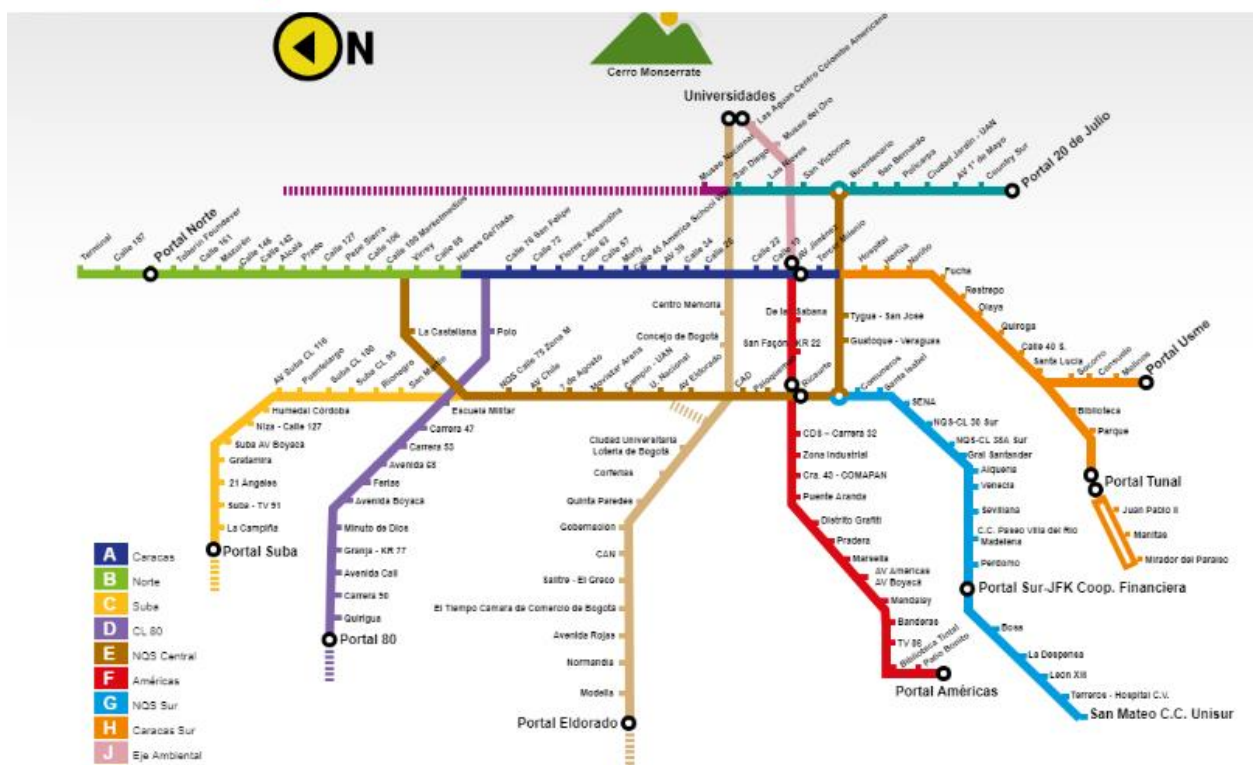 N
Cerro Monserrate
Universidades
Las Aguas Centro Colombo Americano
Museo del Oro
Museo Nacional
San Diego
Las Nieves
San Victorino
Bicentenario
San Bernardo
Policarpa
Ciudad Jardín - UAN
AV 1° de Mayo
Country Sur
Portal 20 de Julio
Terminal
Calle 187
Portal Norte
Calle 161
Mazurén
Calle 146
Calle 142
Alcalá
Prado
Calle 127
Pepe Sierra
Calle 106
Calle 100 Marketmedios
Virrey
Calle 85
Héroes
Calle 76 San Felipe
Calle 72
Flores - Areandina
Calle 63
Calle 57
Marly
Calle 45 America School Way
AV 39
Calle 34
Calle 26
Calle 22
Calle 19
AV Jiménez
Tercer Milenio
Hospital
Hortúa
Nariño
Fucha
Restrepo
Olaya
Quiroga
Calle 40 S.
Santa Lucía
Socorro
Consuelo
Molinos
Portal Usme
Biblioteca
Parque
Portal Tunal
Juan Pablo II
Manitas
Mirador del Paraíso
Centro Memoria
Concejo de Bogotá
De la Sabana
San Façon KR 22
Tygua - San José
Guatoque - Veraguas
La Castellana
Polo
AV Suba CL 116
Puentelargo
Suba CL 100
Suba CL 95
Rionegro
San Martín
Escuela Militar
NQS Calle 75 Zona M
AV Chile
7 de Agosto
Movistar Arena
Campín - UAN
U. Nacional
AV Eldorado
CAD
Paloquemao
Ricaurte
Comuneros
Santa Isabel
SENA
NQS-CL 30 Sur
NQS-CL 38A Sur
Gral Santander
Alquería
Venecia
Sevillana
C.C. Paseo Villa del Río
Madelena
Perdomo
Portal Sur-JFK Coop. Financiera
Bosa
La Despensa
León XIII
Terreros - Hospital C.V.
San Mateo C.C. Unisur
Humedal Córdoba
Niza - Calle 127
Suba AV Boyacá
Gratamira
21 Ángeles
Suba - TV 91
La Campiña
Portal Suba
Carrera 47
Carrera 53
Avenida 68
Ferias
Avenida Boyacá
Minuto de Dios
Granja - KR 77
Avenida Cali
Carrera 90
Quirigua
Portal 80
Ciudad Universitaria
Lotería de Bogotá
Corferias
Quinta Paredes
Gobernación
CAN
Salitre - El Greco
El Tiempo Cámara de Comercio de Bogotá
Avenida Rojas
Normandía
Modelia
Portal Eldorado
CDS - Carrera 32
Zona Industrial
Cra. 43 - COMAPAN
Puente Aranda
Distrito Grafiti
Pradera
Marsella
AV Américas
AV Boyacá
Mandalay
Banderas
TV 86
Biblioteca Tintal
Patio Bonito
Portal Américas
A Caracas
B Norte
C Suba
D CL 80
E NQS Central
F Américas
G NQS Sur
H Caracas Sur
J Eje Ambiental